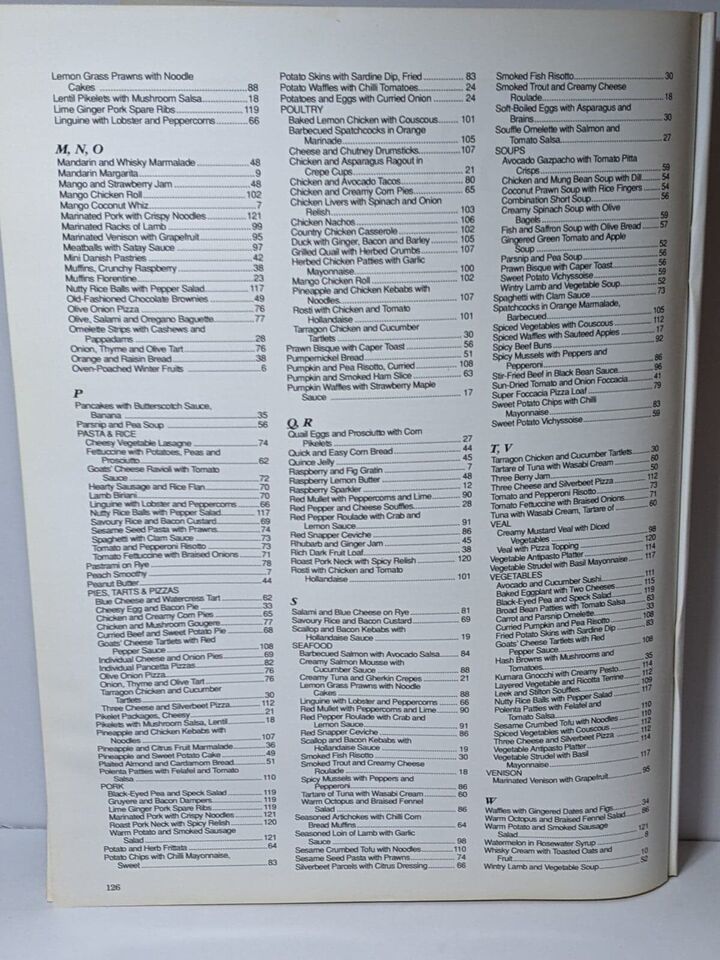 Lemon Grass Prawns with Noodle
Cakes ... 88
Lentil Pikelets with Mushroom Salsa ... 18
Lime Ginger Pork Spare Ribs ... 119
Linguine with Lobster and Peppercorns ... 66
M, N, O
Mandarin and Whisky Marmalade ... 48
Mandarin Margarita ... 9
Mango and Strawberry Jam ... 48
Mango Chicken Roll ... 102
Mango Coconut Whiz ... 7
Marinated Pork with Crispy Noodles ... 121
Marinated Racks of Lamb ... 99
Marinated Venison with Grapefruit ... 95
Meatballs with Satay Sauce ... 97
Mini Danish Pastries ... 42
Muffins, Crunchy Raspberry ... 38
Muffins Florentine ... 23
Nutty Rice Balls with Pepper Salad ... 117
Old-Fashioned Chocolate Brownies ... 49
Olive Onion Pizza ... 76
Olive, Salami and Oregano Baguette ... 77
Omelette Strips with Cashews and
Pappadams ... 28
Onion, Thyme and Olive Tart ... 76
Orange and Raisin Bread ... 38
Oven-Poached Winter Fruits ... 6
P
Pancakes with Butterscotch Sauce,
Banana ... 35
Parsnip and Pea Soup ... 56
PASTA & RICE
Cheesy Vegetable Lasagne ... 74
Fettuccine with Potatoes, Peas and
Prosciutto ... 62
Goats' Cheese Ravioli with Tomato
Sauce ... 72
Hearty Sausage and Rice Flan ... 70
Lamb Biriani ... 70
Linguine with Lobster and Peppercorns ... 66
Nutty Rice Balls with Pepper Salad ... 117
Savoury Rice and Bacon Custard ... 69
Sesame Seed Pasta with Prawns ... 74
Spaghetti with Clam Sauce ... 73
Tomato and Pepperoni Risotto ... 73
Tomato Fettuccine with Braised Onions ... 71
Pastrami on Rye ... 78
Peach Smoothy ... 7
Peanut Butter ... 44
PIES, TARTS & PIZZAS
Blue Cheese and Watercress Tart ... 62
Cheesy Egg and Bacon Pie ... 33
Chicken and Creamy Corn Pies ... 65
Chicken and Mushroom Gougere ... 77
Curried Beef and Sweet Potato Pie ... 68
Goats' Cheese Tartlets with Red
Pepper Sauce ... 108
Individual Cheese and Onion Pies ... 69
Individual Pancetta Pizzas ... 82
Olive Onion Pizza ... 76
Onion, Thyme and Olive Tart ... 76
Tarragon Chicken and Cucumber
Tartlets ... 30
Three Cheese and Silverbeet Pizza ... 112
Pikelet Packages, Cheesy ... 21
Pikelets with Mushroom Salsa, Lentil ... 18
Pineapple and Chicken Kebabs with
Noodles ... 107
Pineapple and Citrus Fruit Marmalade ... 36
Pineapple and Sweet Potato Cake ... 49
Plaited Almond and Cardamom Bread ... 51
Polenta Patties with Felafel and Tomato
Salsa ... 110
PORK
Black-Eyed Pea and Speck Salad ... 119
Gruyere and Bacon Dampers ... 119
Lime Ginger Pork Spare Ribs ... 119
Marinated Pork with Crispy Noodles ... 121
Roast Pork Neck with Spicy Relish ... 120
Warm Potato and Smoked Sausage
Salad ... 121
Potato and Herb Frittata ... 64
Potato Chips with Chilli Mayonnaise,
Sweet ... 83
126
Potato Skins with Sardine Dip, Fried ... 83
Potato Waffles with Chilli Tomatoes ... 24
Potatoes and Eggs with Curried Onion ... 24
POULTRY
Baked Lemon Chicken with Couscous ... 101
Barbecued Spatchcocks in Orange
Marinade ... 105
Cheese and Chutney Drumsticks ... 107
Chicken and Asparagus Ragout in
Crepe Cups ... 21
Chicken and Avocado Tacos ... 80
Chicken and Creamy Corn Pies ... 65
Chicken Livers with Spinach and Onion
Relish ... 103
Chicken Nachos ... 106
Country Chicken Casserole ... 102
Duck with Ginger, Bacon and Barley ... 105
Grilled Quail with Herbed Crumbs ... 107
Herbed Chicken Patties with Garlic
Mayonnaise ... 100
Mango Chicken Roll ... 102
Pineapple and Chicken Kebabs with
Noodles ... 107
Rosti with Chicken and Tomato
Hollandaise ... 101
Tarragon Chicken and Cucumber
Tartlets ... 30
Prawn Bisque with Caper Toast ... 56
Pumpernickel Bread ... 51
Pumpkin and Pea Risotto, Curried ... 108
Pumpkin and Smoked Ham Slice ... 63
Pumpkin Waffles with Strawberry Maple
Sauce ... 17
Q, R
Quail Eggs and Prosciutto with Corn
Pikelets ... 27
Quick and Easy Corn Bread ... 44
Quince Jelly ... 45
Raspberry and Fig Gratin ... 7
Raspberry Lemon Butter ... 48
Raspberry Sparkler ... 12
Red Mullet with Peppercorns and Lime ... 90
Red Pepper and Cheese Souffles ... 28
Red Pepper Roulade with Crab and
Lemon Sauce ... 91
Red Snapper Ceviche ... 86
Rhubarb and Ginger Jam ... 45
Rich Dark Fruit Loaf ... 38
Roast Pork Neck with Spicy Relish ... 120
Rosti with Chicken and Tomato
Hollandaise ... 101
S
Salami and Blue Cheese on Rye ... 81
Savoury Rice and Bacon Custard ... 69
Scallop and Bacon Kebabs with
Hollandaise Sauce ... 19
SEAFOOD
Barbecued Salmon with Avocado Salsa ... 84
Creamy Salmon Mousse with
Cucumber Sauce ... 88
Creamy Tuna and Gherkin Crepes ... 21
Lemon Grass Prawns with Noodle
Cakes ... 88
Linguine with Lobster and Peppercorns ... 66
Red Mullet with Peppercorns and Lime ... 90
Red Pepper Roulade with Crab and
Lemon Sauce ... 91
Red Snapper Ceviche ... 86
Scallop and Bacon Kebabs with
Hollandaise Sauce ... 19
Smoked Fish Risotto ... 30
Smoked Trout and Creamy Cheese
Roulade ... 18
Spicy Mussels with Peppers and
Pepperoni ... 86
Tartare of Tuna with Wasabi Cream ... 60
Warm Octopus and Braised Fennel
Salad ... 86
Seasoned Artichokes with Chilli Corn
Bread Muffins ... 64
Seasoned Loin of Lamb with Garlic
Sauce ... 98
Sesame Crumbed Tofu with Noodles ... 110
Sesame Seed Pasta with Prawns ... 74
Silverbeet Parcels with Citrus Dressing ... 66
Smoked Fish Risotto ... 30
Smoked Trout and Creamy Cheese
Roulade ... 18
Soft-Boiled Eggs with Asparagus and
Brains ... 30
Souffle Omelette with Salmon and
Tomato Salsa ... 27
SOUPS
Avocado Gazpacho with Tomato Pitta
Crisps ... 59
Chicken and Mung Bean Soup with Dill ... 54
Coconut Prawn Soup with Rice Fingers ... 54
Combination Short Soup ... 56
Creamy Spinach Soup with Olive
Bagels ... 59
Fish and Saffron Soup with Olive Bread ... 57
Gingered Green Tomato and Apple
Soup ... 52
Parsnip and Pea Soup ... 56
Prawn Bisque with Caper Toast ... 56
Sweet Potato Vichyssoise ... 59
Wintry Lamb and Vegetable Soup ... 52
Spaghetti with Clam Sauce ... 73
Spatchcocks in Orange Marmalade,
Barbecued ... 105
Spiced Vegetables with Couscous ... 112
Spiced Waffles with Sauteed Apples ... 17
Spicy Beef Buns ... 92
Spicy Mussels with Peppers and
Pepperoni ... 86
Stir-Fried Beef in Black Bean Sauce ... 96
Sun-Dried Tomato and Onion Foccacia ... 41
Super Foccacia Pizza Loaf ... 79
Sweet Potato Chips with Chilli
Mayonnaise ... 83
Sweet Potato Vichyssoise ... 59
T, V
Tarragon Chicken and Cucumber Tartlets ... 30
Tartare of Tuna with Wasabi Cream ... 60
Three Berry Jam ... 50
Three Cheese and Silverbeet Pizza ... 112
Tomato and Pepperoni Risotto ... 73
Tomato Fettuccine with Braised Onions ... 71
Tuna with Wasabi Cream, Tartare of ... 60
VEAL
Creamy Mustard Veal with Diced
Vegetables ... 98
Veal with Pizza Topping ... 120
Vegetable Antipasto Platter ... 114
Vegetable Strudel with Basil Mayonnaise ... 117
VEGETABLES
Avocado and Cucumber Sushi ... 111
Baked Eggplant with Two Cheeses ... 115
Black-Eyed Pea and Speck Salad ... 119
Broad Bean Patties with Tomato Salsa ... 63
Carrot and Parsnip Omelette ... 33
Curried Pumpkin and Pea Risotto ... 108
Fried Potato Skins with Sardine Dip ... 83
Goats' Cheese Tartlets with Red
Pepper Sauce ... 108
Hash Browns with Mushrooms and
Tomatoes ... 35
Kumara Gnocchi with Creamy Pesto ... 114
Layered Vegetable and Ricotta Terrine ... 112
Leek and Stilton Souffles ... 109
Nutty Rice Balls with Pepper Salad ... 117
Polenta Patties with Felafel and
Tomato Salsa ... 110
Sesame Crumbed Tofu with Noodles ... 110
Spiced Vegetables with Couscous ... 112
Three Cheese and Silverbeet Pizza ... 112
Vegetable Antipasto Platter ... 114
Vegetable Strudel with Basil
Mayonnaise ... 117
VENISON
Marinated Venison with Grapefruit ... 95
W
Waffles with Gingered Dates and Figs ... 34
Warm Octopus and Braised Fennel Salad ... 86
Warm Potato and Smoked Sausage
Salad ... 121
Watermelon in Rosewater Syrup ... 8
Whisky Cream with Toasted Oats and
Fruit ... 10
Wintry Lamb and Vegetable Soup ... 52